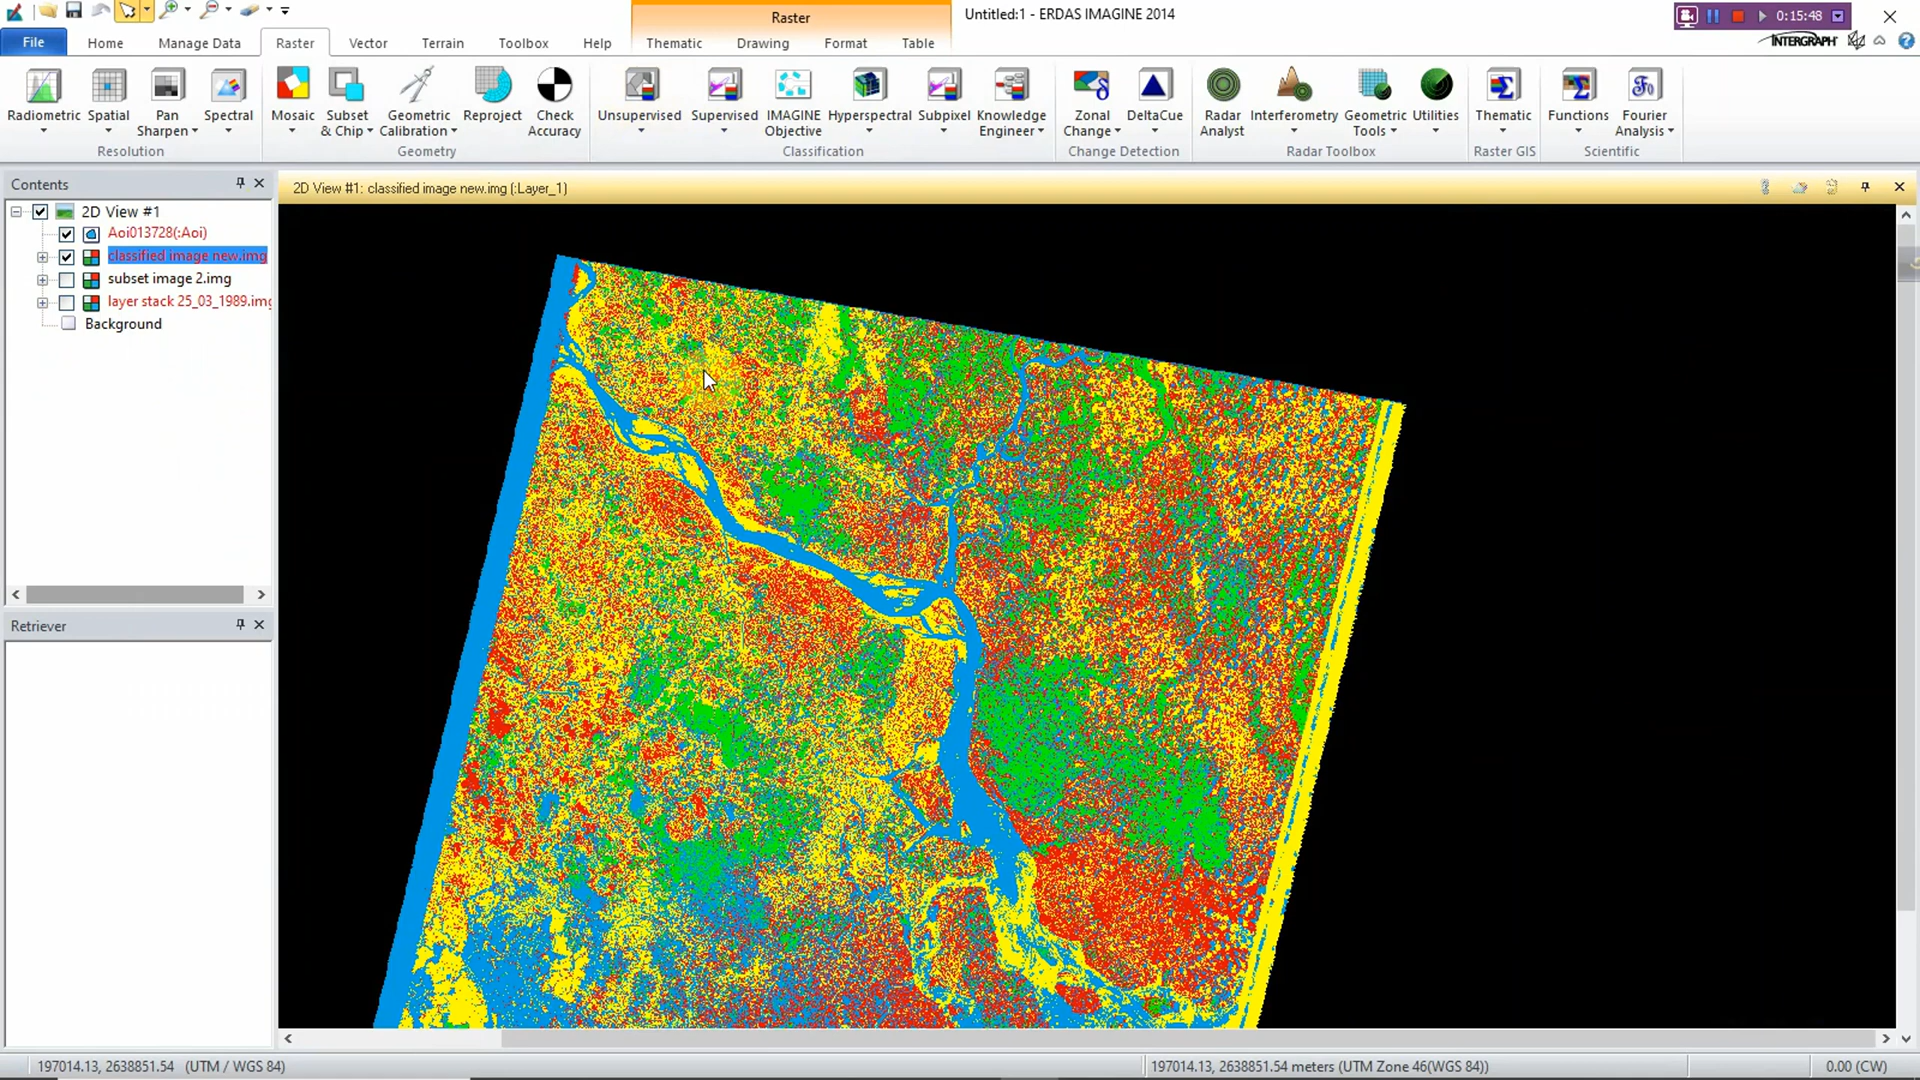 Raster
Untitled:1 - ERDAS IMAGINE 2014
0:15:48
File
Home
Manage Data
Raster
Vector
Terrain
Toolbox
Help
Thematic
Drawing
Format
Table
INTERGRAPH
Radiometric
Spatial
Pan
Sharpen
Spectral
Resolution
Mosaic
Subset
& Chip
Geometric
Calibration
Reproject
Check
Accuracy
Geometry
Unsupervised
Supervised
IMAGINE
Objective
Hyperspectral
Subpixel
Knowledge
Engineer
Classification
Zonal
Change
DeltaCue
Change Detection
Radar
Analyst
Interferometry
Geometric
Tools
Utilities
Radar Toolbox
Thematic
Raster GIS
Functions
Fourier
Analysis
Scientific
Contents
2D View #1
Aoi013728(:Aoi)
classified image new.img
subset image 2.img
layer stack 25_03_1989.img
Background
Retriever
2D View #1: classified image new.img (:Layer_1)
197014.13, 2638851.54 (UTM / WGS 84)
197014.13, 2638851.54 meters (UTM Zone 46(WGS 84))
0.00 (CW)